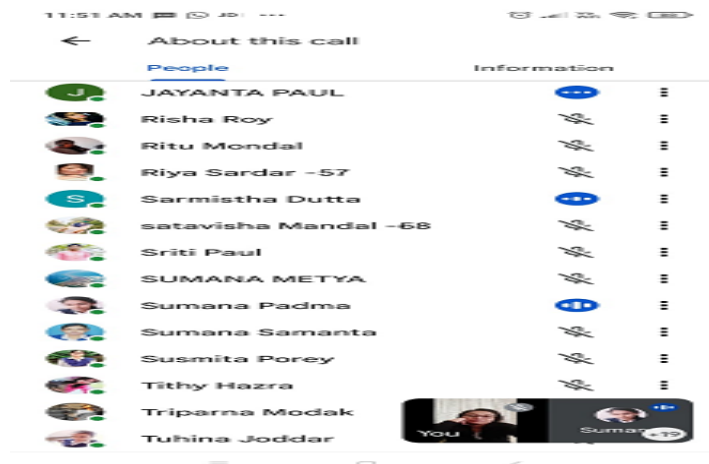 11:51 AM JD
About this call
People Information
J JAYANTA PAUL
Risha Roy
Ritu Mondal
Riya Sardar -57
S Sarmistha Dutta
satavisha Mandal -68
Sriti Paul
SUMANA METYA
Sumana Padma
Sumana Samanta
Susmita Porey
Tithy Hazra
Triparna Modak
You Suma +19
Tuhina Joddar